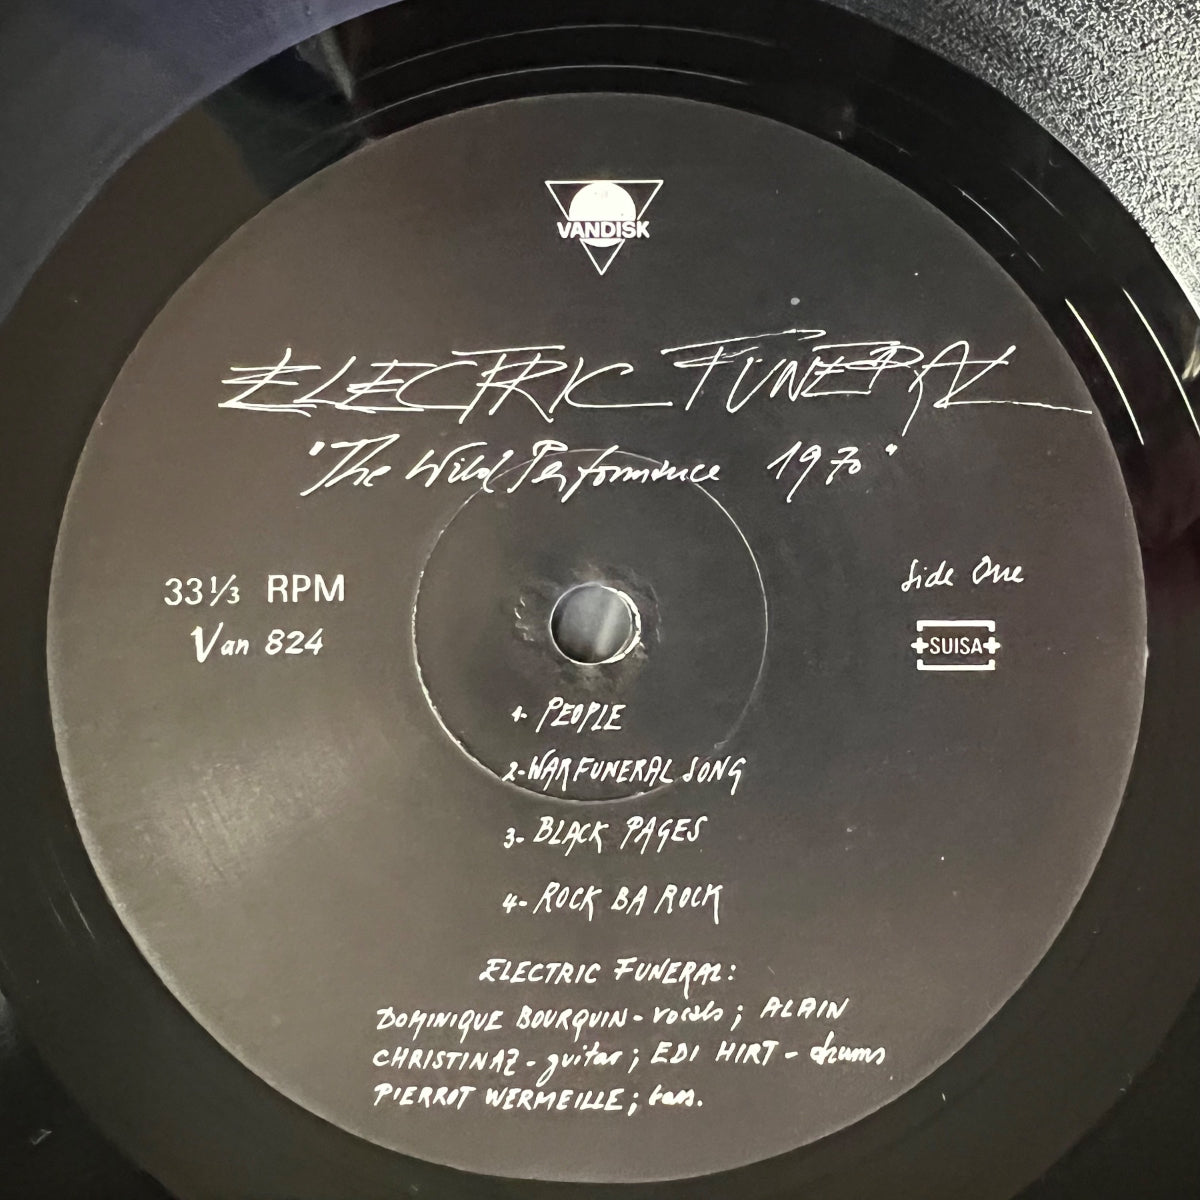 VANDISK
ELECTRIC FUNERAL
"The Wild Performance 1970"
33⅓ RPM
Van 824
Side One
SUISA
1- PEOPLE
2- WAR FUNERAL SONG
3- BLACK PAGES
4- ROCK BA ROCK
ELECTRIC FUNERAL:
DOMINIQUE BOURQUIN - vocals ; ALAIN
CHRISTINAZ - guitar ; EDI HIRT - drums
PIERROT WERMEILLE ; bass.